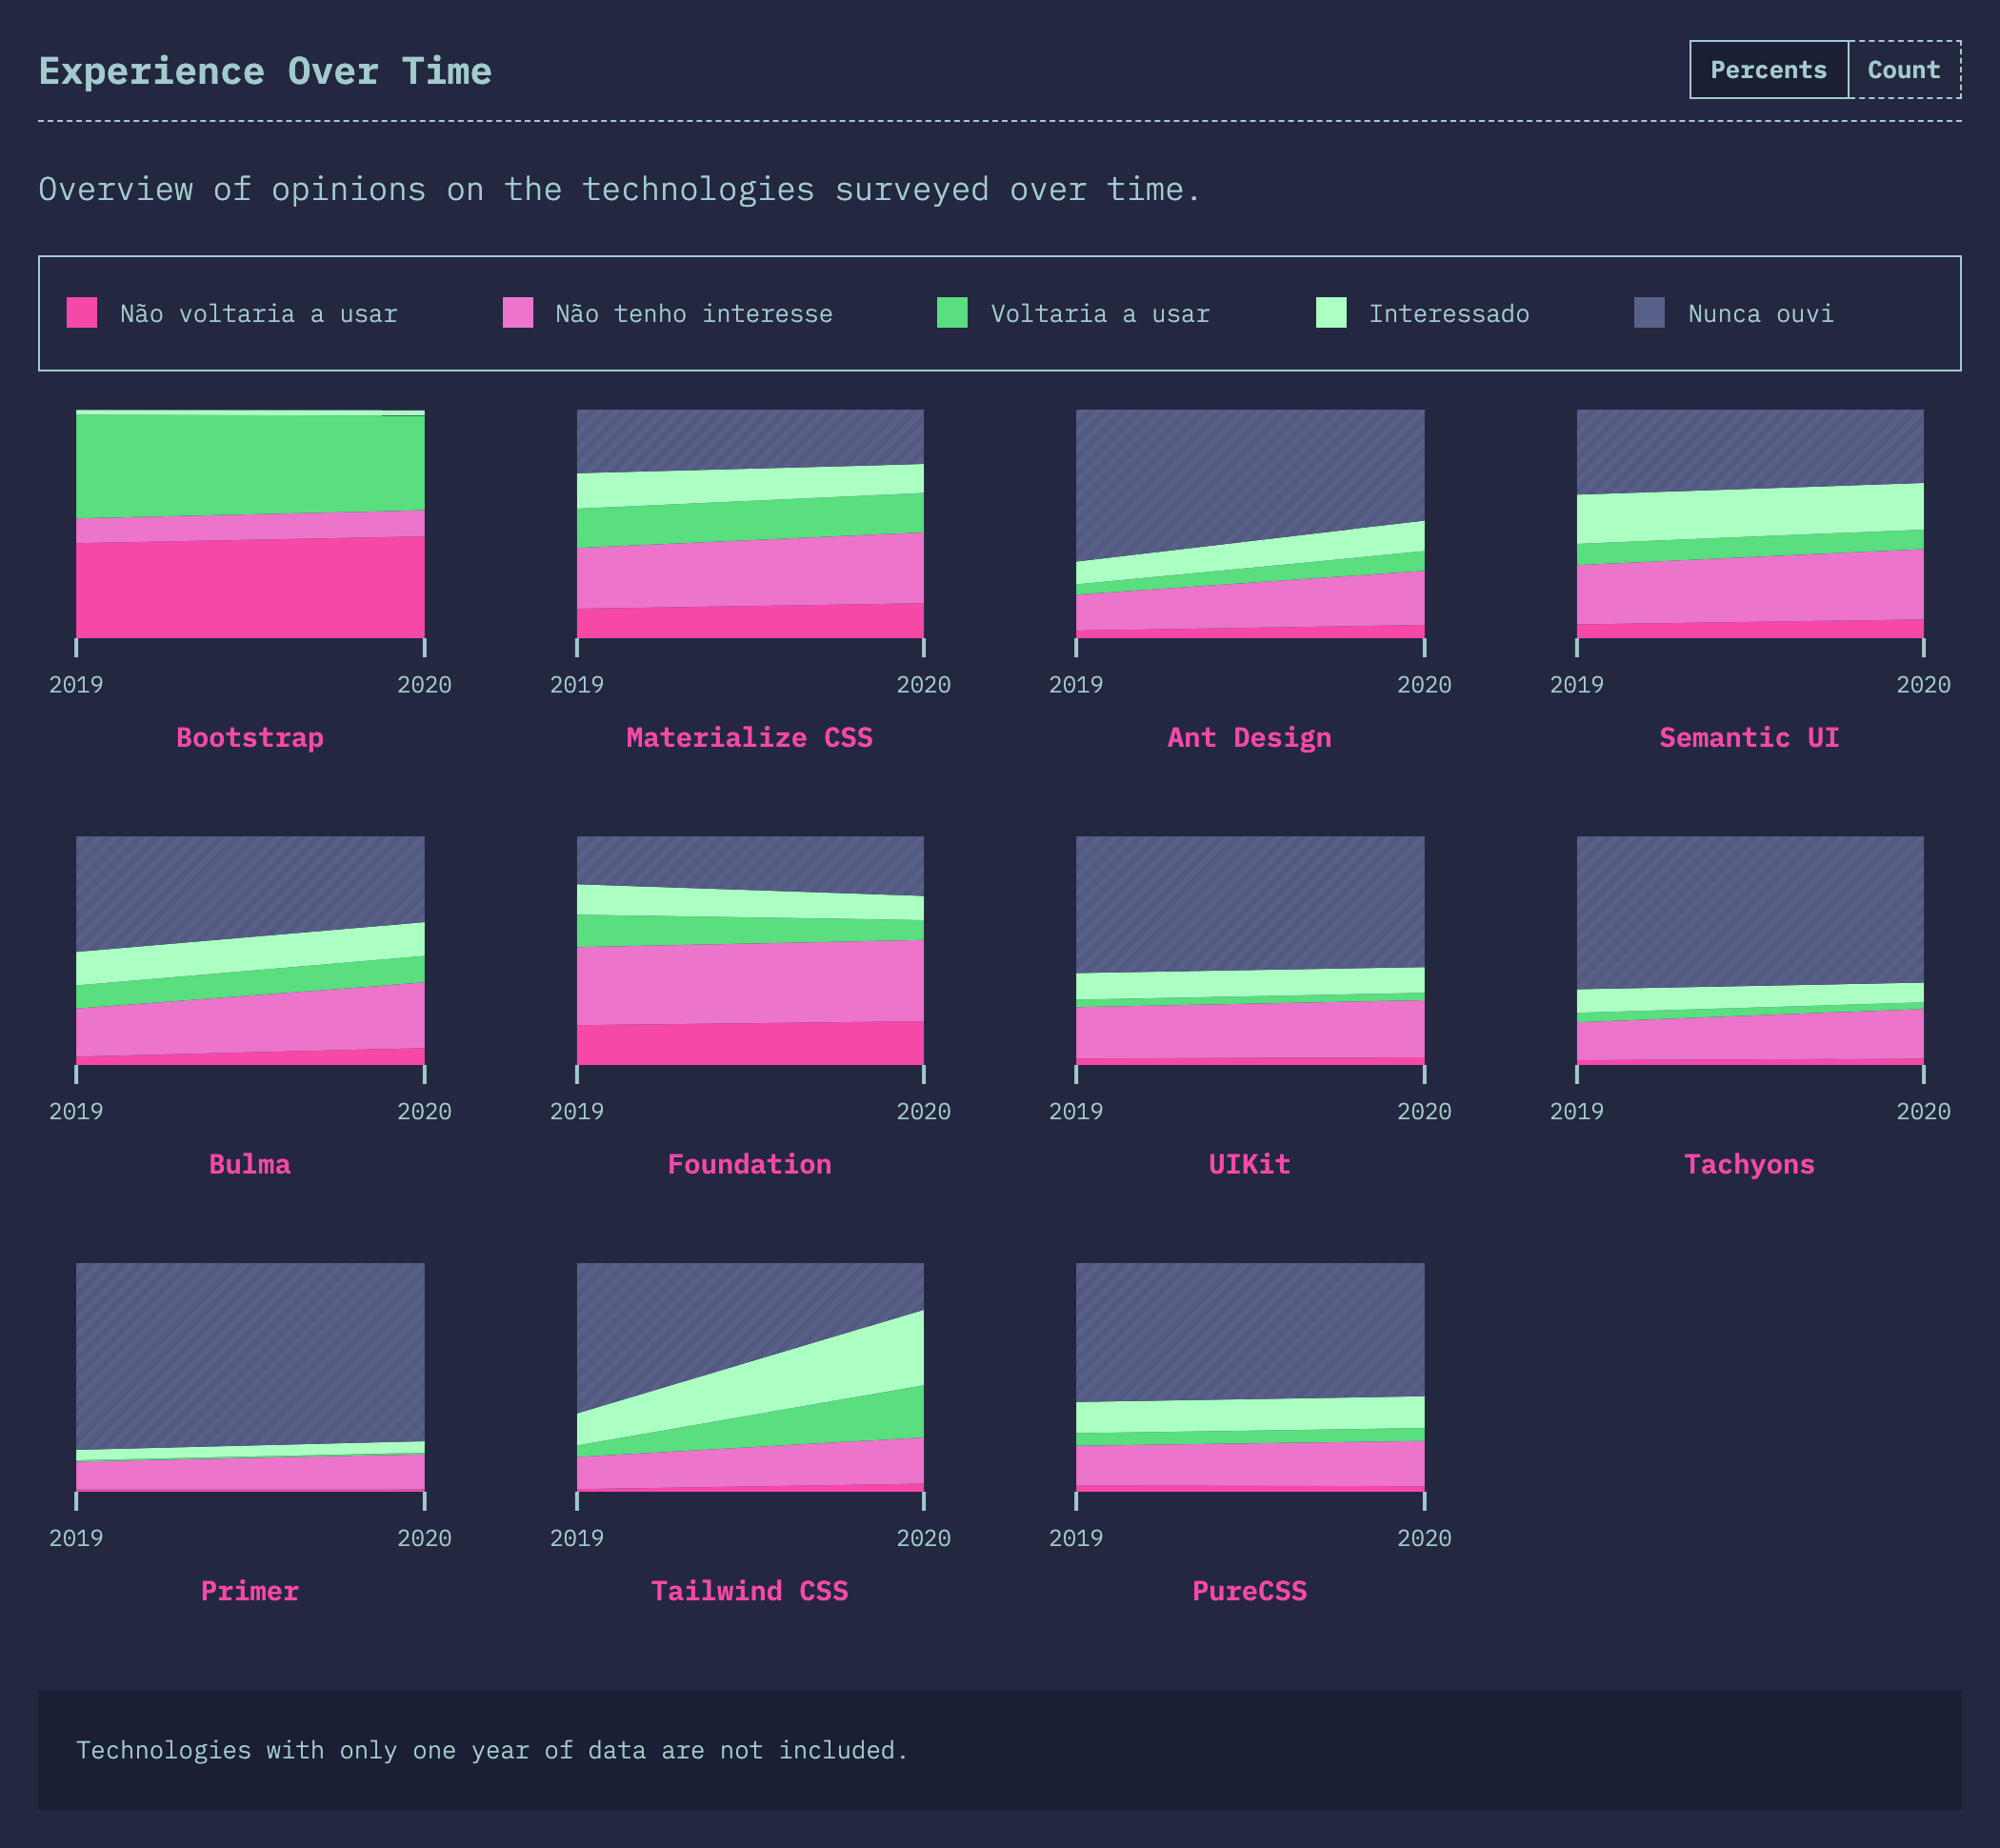 Experience Over Time
Percents Count
Overview of opinions on the technologies surveyed over time.
Não voltaria a usar Não tenho interesse Voltaria a usar Interessado Nunca ouvi
2019 2020 2019 2020 2019 2020 2019 2020
Bootstrap Materialize CSS Ant Design Semantic UI
2019 2020 2019 2020 2019 2020 2019 2020
Bulma Foundation UIKit Tachyons
2019 2020 2019 2020 2019 2020
Primer Tailwind CSS PureCSS
Technologies with only one year of data are not included.